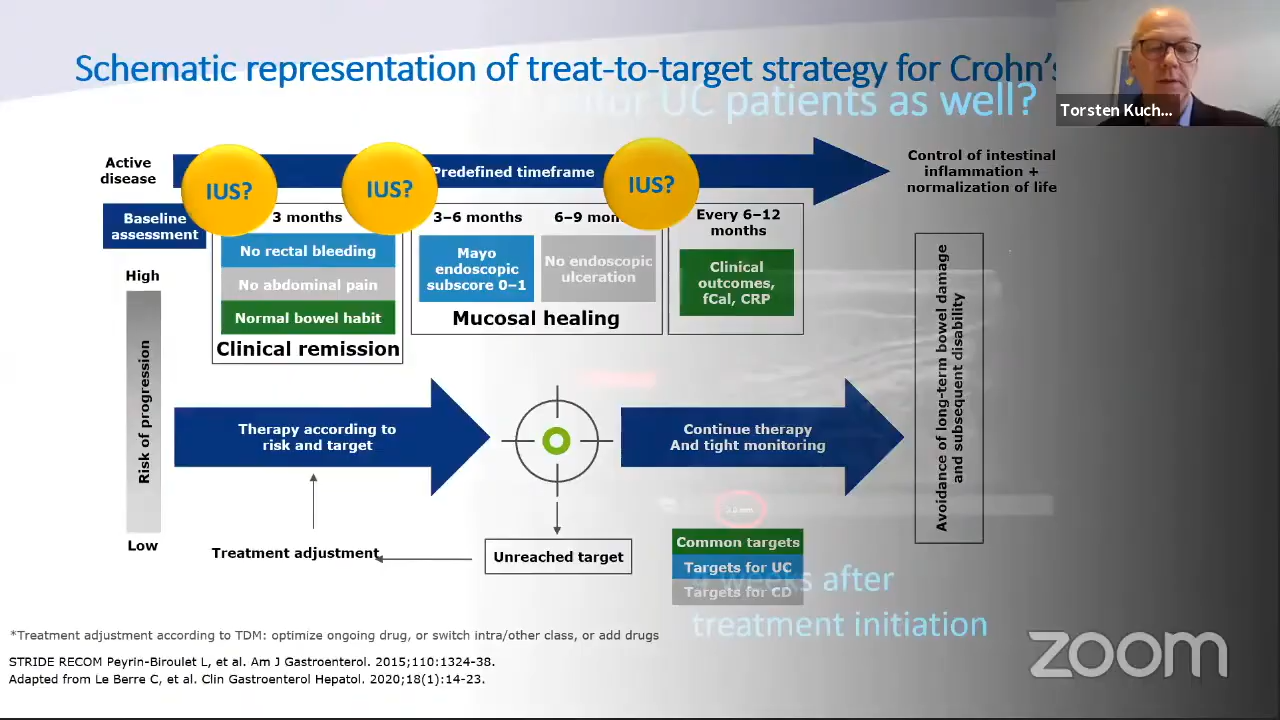 Schematic representation of treat-to-target strategy for Crohn's
for UC patients as well?
Torsten Kuch...
Active
disease
IUS?
IUS?
Predefined timeframe
IUS?
Control of intestinal
inflammation +
normalization of life
Baseline
assessment
3 months
No rectal bleeding
No abdominal pain
Normal bowel habit
Clinical remission
3–6 months
6–9
Mayo
endoscopic
subscore 0–1
No endoscopic
ulceration
Mucosal healing
Every 6–12
months
Clinical
outcomes,
fCal, CRP
High
Risk of progression
Low
Therapy according to
risk and target
Continue therapy
And tight monitoring
Avoidance of long-term bowel damage
and subsequent disability
Treatment adjustment
Unreached target
Common targets
Targets for UC
Targets for CD
weeks after
treatment initiation
*Treatment adjustment according to TDM: optimize ongoing drug, or switch intra/other class, or add drugs
STRIDE RECOM Peyrin-Biroulet L, et al. Am J Gastroenterol. 2015;110:1324-38.
Adapted from Le Berre C, et al. Clin Gastroenterol Hepatol. 2020;18(1):14-23.
zoom